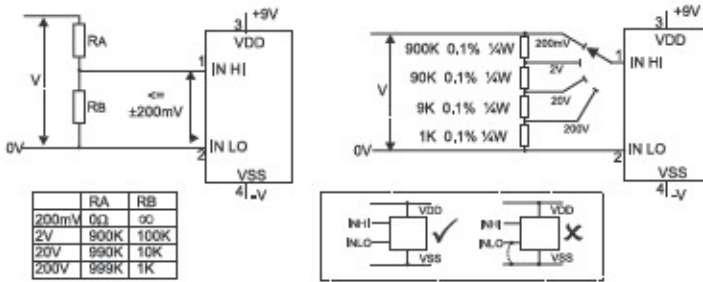 3 +9V
RA
VDD
1
IN HI
V
<=
±200mV
RB
0V
2
IN LO
VSS
4 -V
3 +9V
VDD
900K 0,1% ¼W
200mV
1
IN HI
2V
90K 0,1% ¼W
V
20V
9K 0,1% ¼W
200V
1K 0,1% ¼W
0V
2
IN LO
VSS
4 -V
RA RB
200mV 0Ω ∞
2V 900K 100K
20V 990K 10K
200V 999K 1K
VDD
INHI
INLO
VSS
✓
VDD
INHI
INLO
VSS
✗